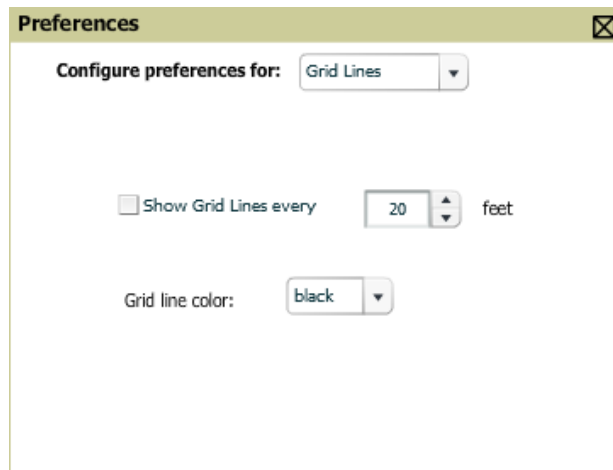 Preferences
Configure preferences for: Grid Lines
Show Grid Lines every 20 feet
Grid line color: black